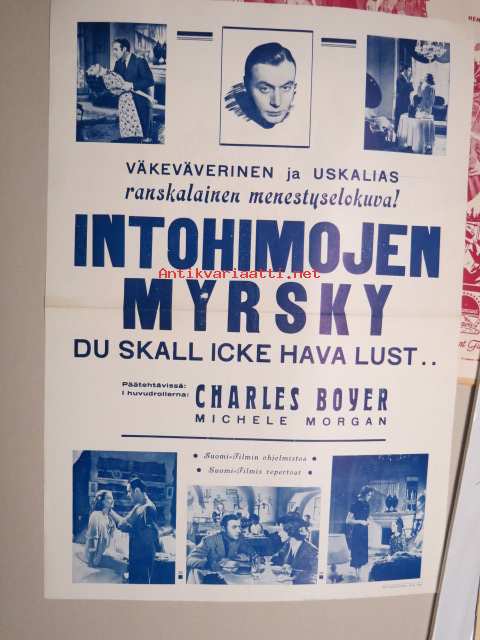 VÄKEVÄVERINEN ja USKALIAS
ranskalainen menestyselokuva!
INTOHIMOJEN
Antikvariaatti.net
MYRSKY
DU SKALL ICKE HAVA LUST..
Päätehtävissä:
I huvudrollerna:
CHARLES BOYER
MICHELE MORGAN
• Suomi-Filmin ohjelmistoa •
• Suomi-Filmis repertoar •